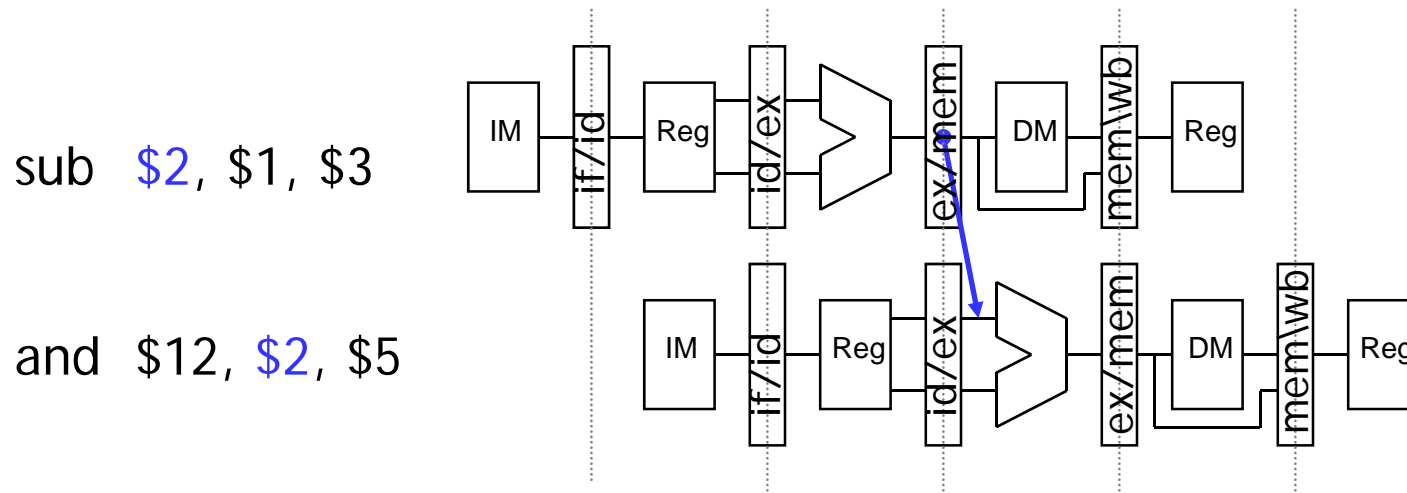 sub $2, $1, $3
IM if/id Reg id/ex ex/mem DM mem\wb Reg
and $12, $2, $5
IM if/id Reg id/ex ex/mem DM mem\wb Reg